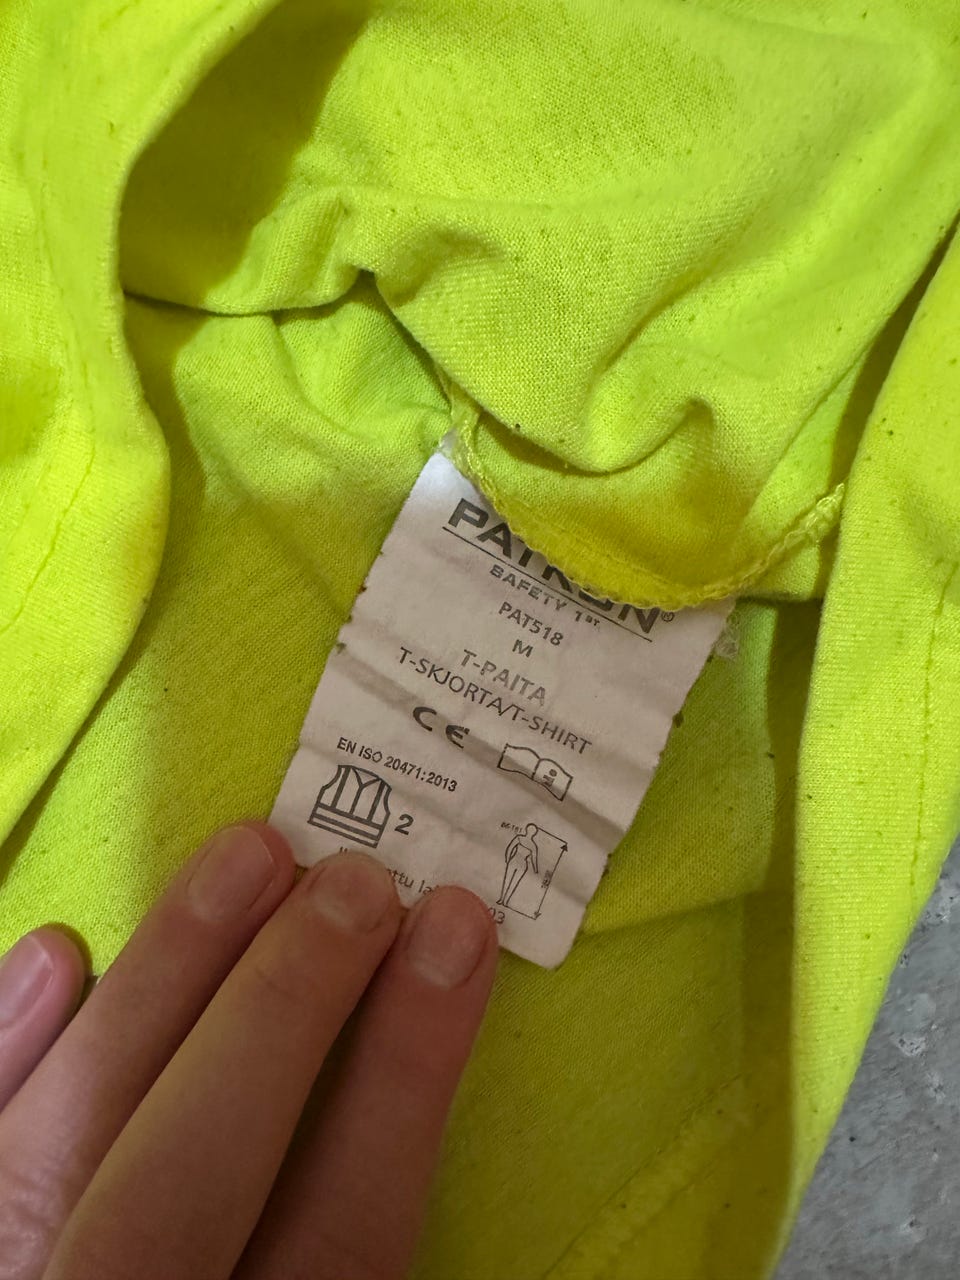 PATRON®
SAFETY 1ST.
PAT518
M
T-PAITA
T-SKJORTA/T-SHIRT
CE
EN ISO 20471:2013
2